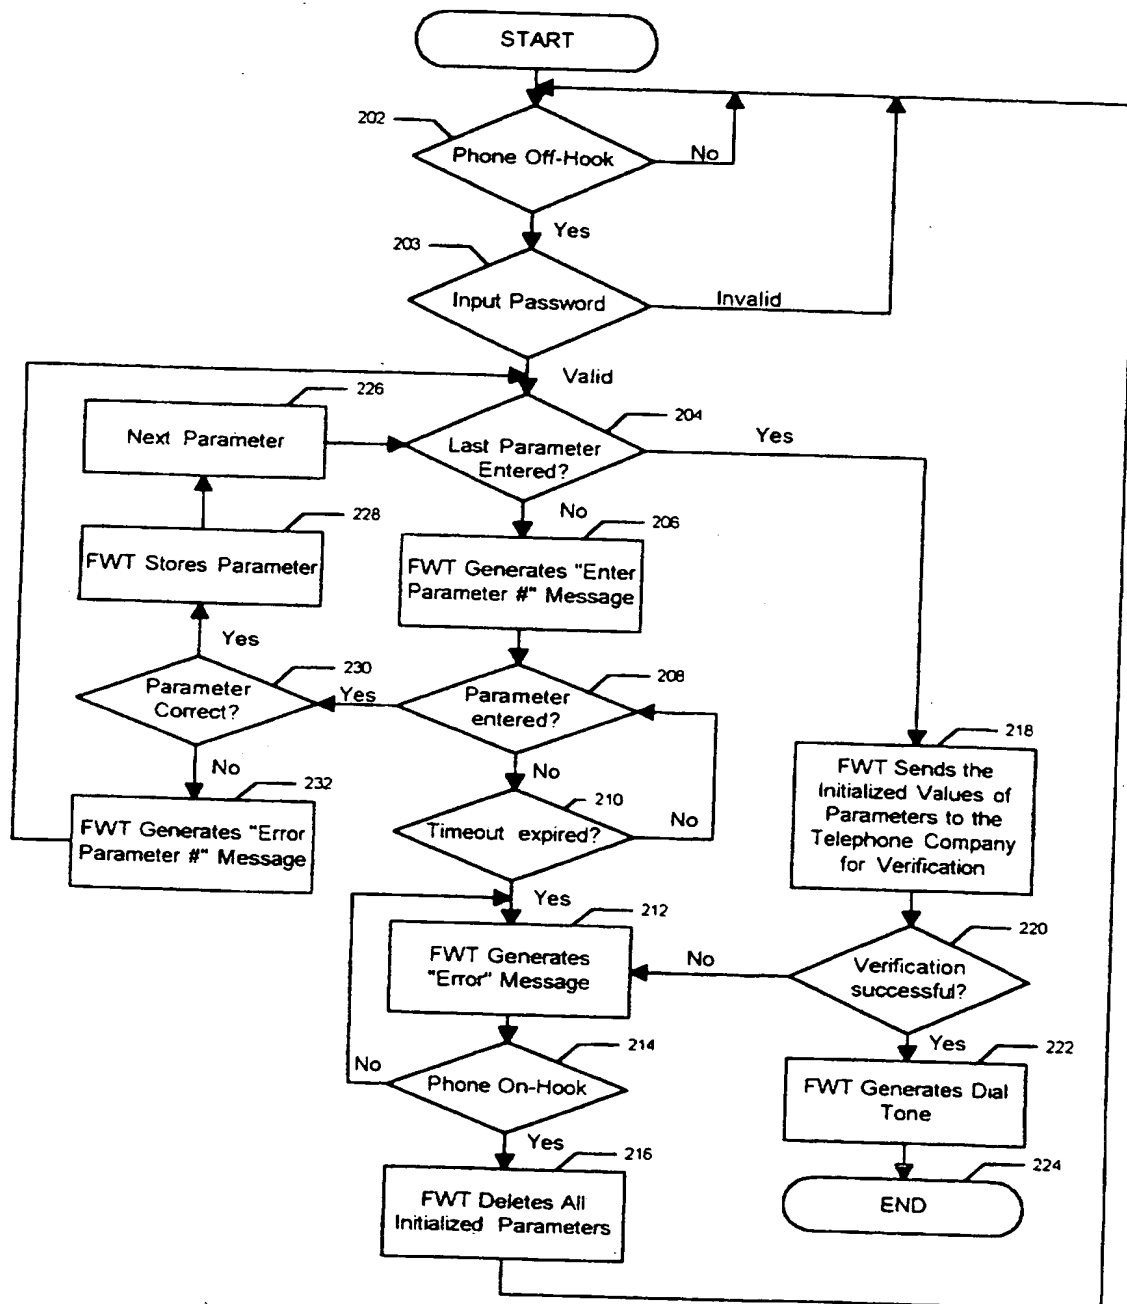 START
202
Phone Off-Hook
No
Yes
203
Input Password
Invalid
Valid
226
Next Parameter
204
Last Parameter
Entered?
Yes
No
228
FWT Stores Parameter
206
FWT Generates "Enter
Parameter #" Message
Yes
230
Parameter
Correct?
Yes
208
Parameter
entered?
No
232
FWT Generates "Error
Parameter #" Message
No
210
Timeout expired?
No
218
FWT Sends the
Initialized Values of
Parameters to the
Telephone Company
for Verification
Yes
212
FWT Generates
"Error" Message
No
220
Verification
successful?
Yes
214
Phone On-Hook
No
222
FWT Generates Dial
Tone
Yes
216
FWT Deletes All
Initialized Parameters
224
END